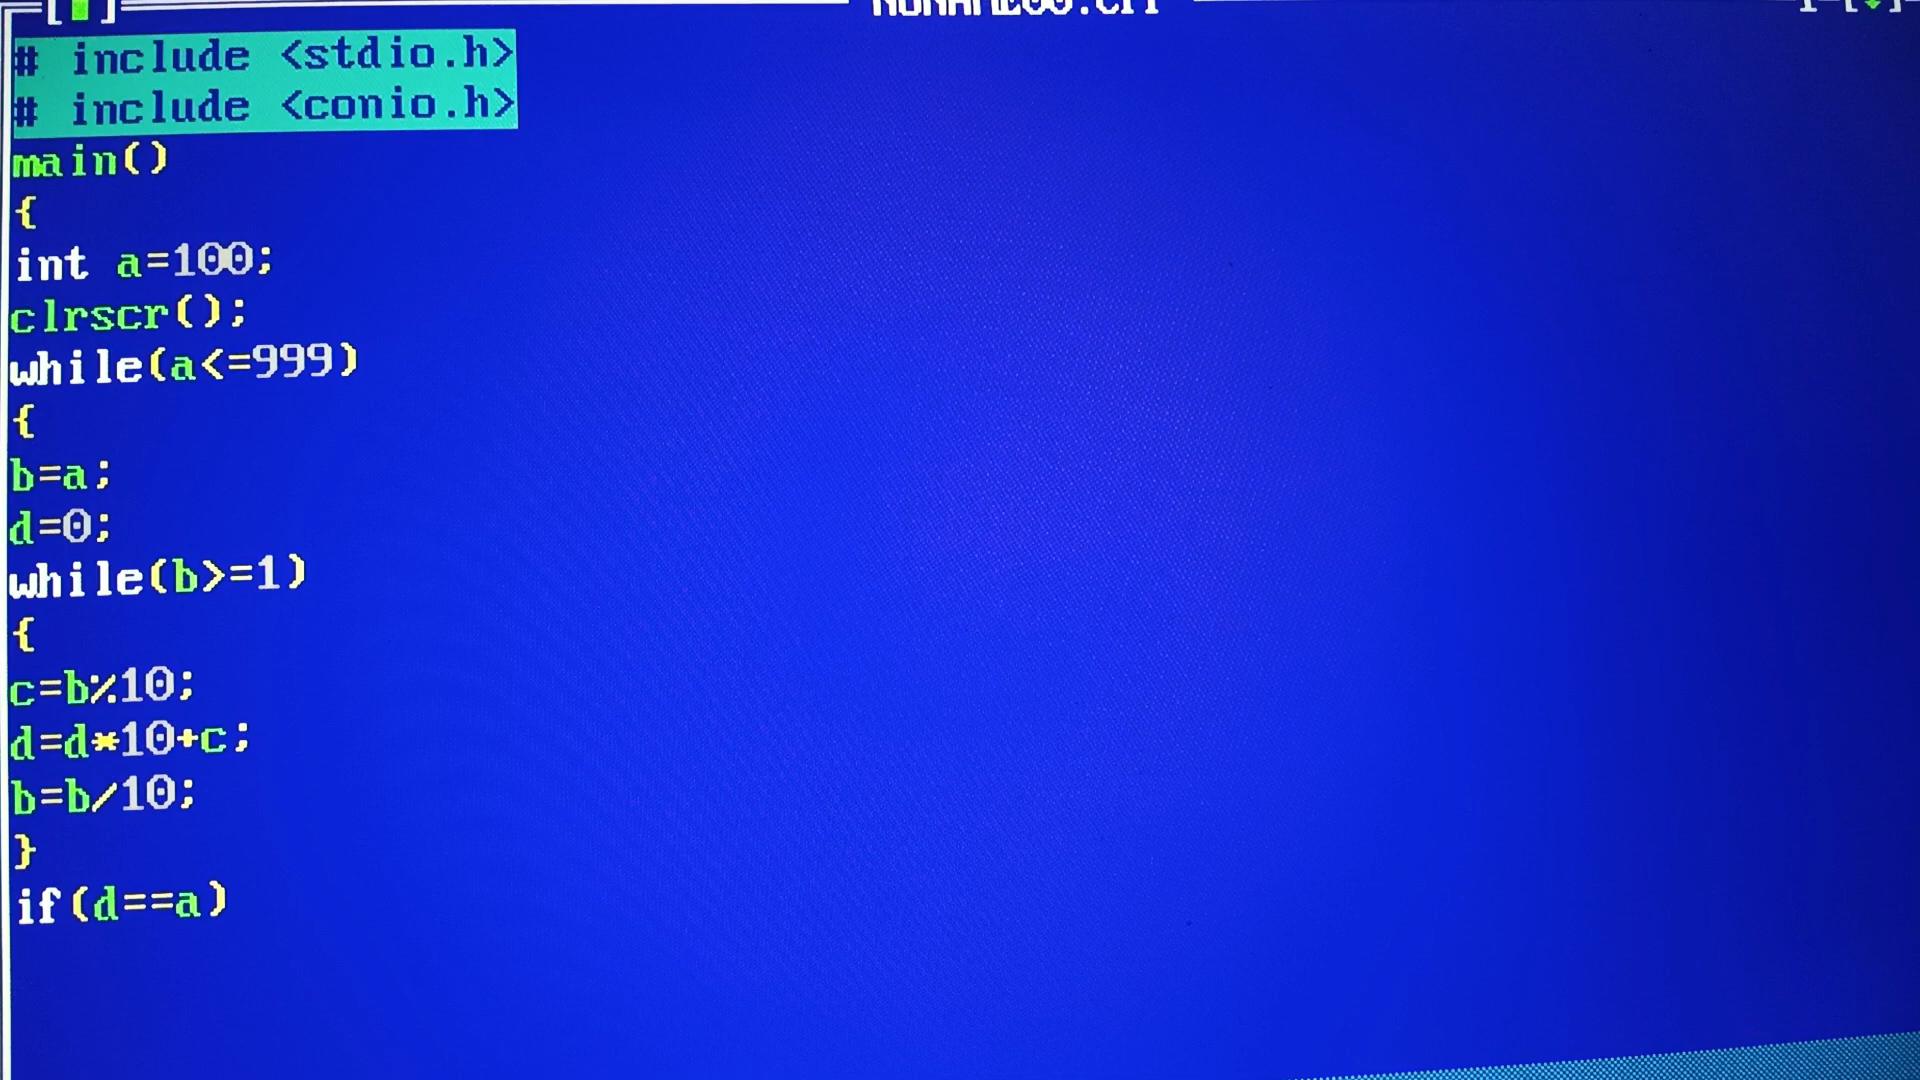 # include <stdio.h>
# include <conio.h>
main()
{
int a=100;
clrscr();
while(a<=999)
{
b=a;
d=0;
while(b>=1)
{
c=b%10;
d=d*10+c;
b=b/10;
}
if(d==a)